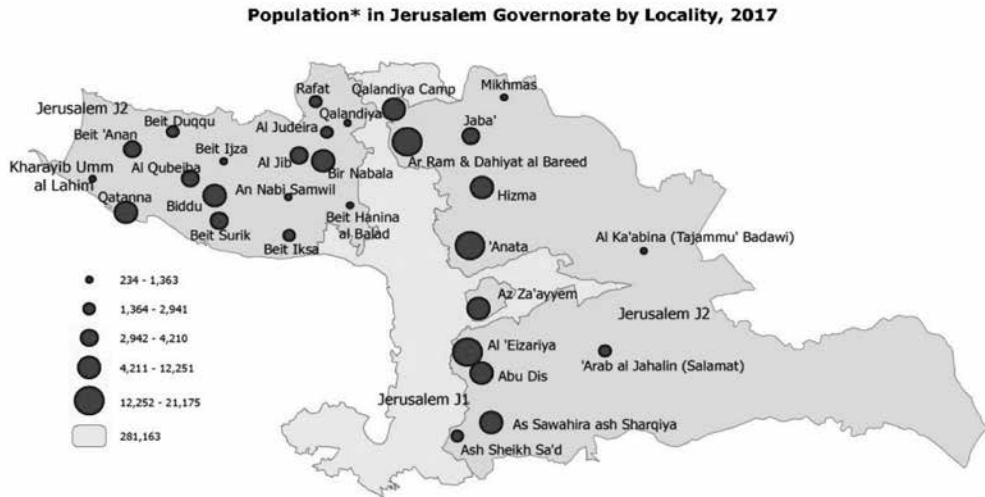 Population* in Jerusalem Governorate by Locality, 2017
Mikhmas
Rafat
Qalandiya Camp
Jerusalem J2
Qalandiya
Beit Duqqu
Al Judeira
Jaba'
Beit 'Anan
Beit Ijza
Al Jib
Ar Ram & Dahiyat al Bareed
Kharayib Umm
al Lahim
Al Qubeiba
Bir Nabala
An Nabi Samwil
Hizma
Qatanna
Biddu
Beit Hanina
al Balad
Beit Surik
Beit Iksa
'Anata
Al Ka'abina (Tajammu' Badawi)
234 - 1,363
Az Za'ayyem
1,364 - 2,941
Jerusalem J2
2,942 - 4,210
Al 'Eizariya
'Arab al Jahalin (Salamat)
4,211 - 12,251
Abu Dis
12,252 - 21,175
Jerusalem J1
As Sawahira ash Sharqiya
281,163
Ash Sheikh Sa'd